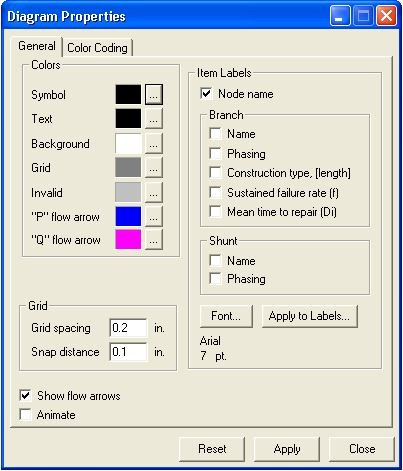 Diagram Properties
General
Color Coding
Colors
Symbol ...
Text ...
Background ...
Grid ...
Invalid ...
"P" flow arrow ...
"Q" flow arrow ...
Grid
Grid spacing 0.2 in.
Snap distance 0.1 in.
Show flow arrows
Animate
Item Labels
Node name
Branch
Name
Phasing
Construction type, [length]
Sustained failure rate (f)
Mean time to repair (Di)
Shunt
Name
Phasing
Font... Apply to Labels...
Arial
7 pt.
Reset Apply Close